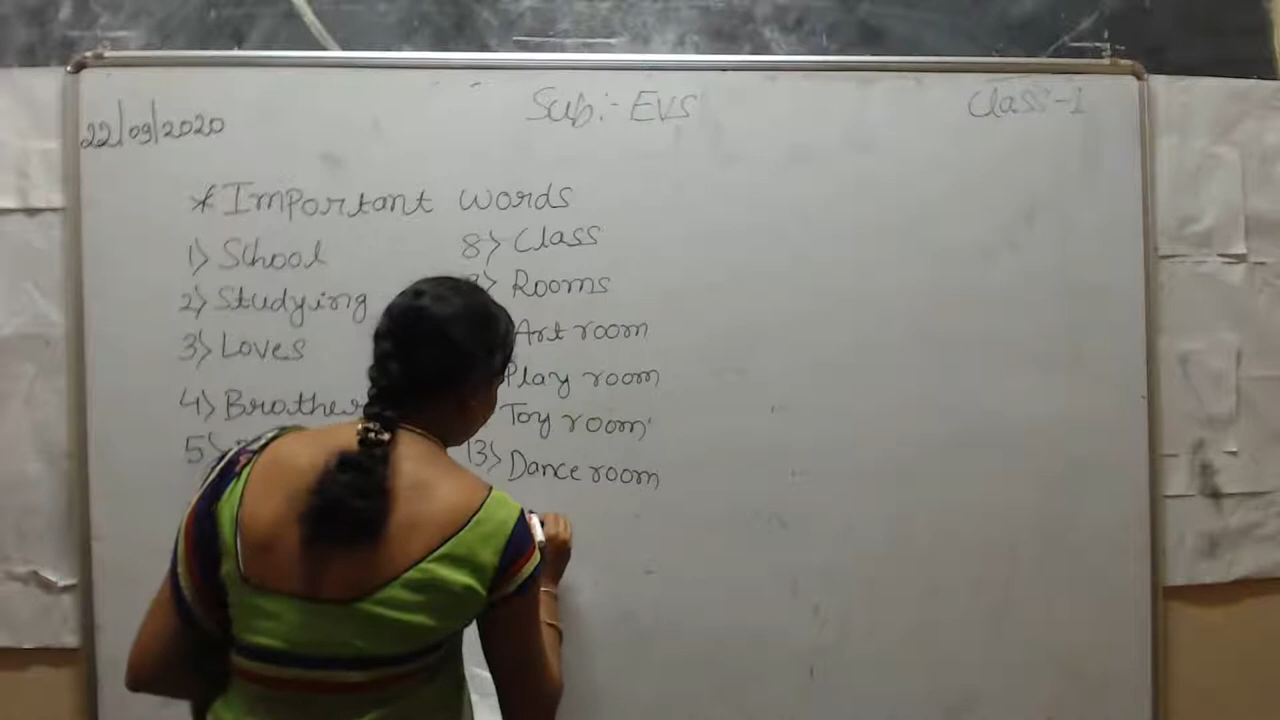 22/09/2020
Sub:- EVS
Class-1
* Important words
1) School
2) Studying
3) Loves
4) Brother
5)
8) Class
Rooms
Art room
Play room
Toy room
13) Dance room